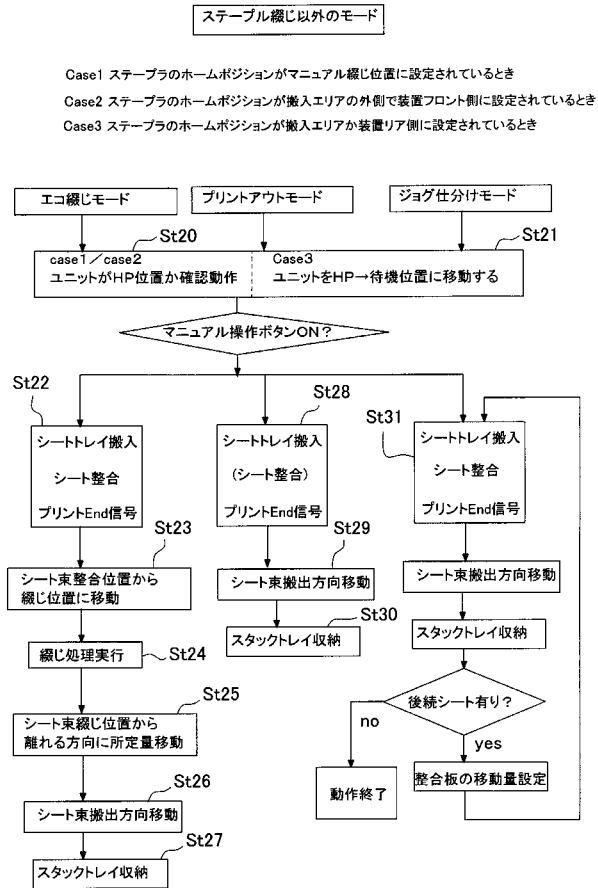 ステープル綴じ以外のモード
Case1 ステープラのホームポジションがマニュアル綴じ位置に設定されているとき
Case2 ステープラのホームポジションが搬入エリアの外側で装置フロント側に設定されているとき
Case3 ステープラのホームポジションが搬入エリアか装置リア側に設定されているとき
エコ綴じモード
プリントアウトモード
ジョグ仕分けモード
St20
St21
case1/case2
ユニットがHP位置か確認動作
Case3
ユニットをHP→待機位置に移動する
マニュアル操作ボタンON?
St22
シートトレイ搬入
シート整合
プリントEnd信号
St23
シート束整合位置から
綴じ位置に移動
綴じ処理実行
St24
St25
シート束綴じ位置から
離れる方向に所定量移動
St26
シート束搬出方向移動
St27
スタックトレイ収納
St28
シートトレイ搬入
(シート整合)
プリントEnd信号
St29
シート束搬出方向移動
St30
スタックトレイ収納
St31
シートトレイ搬入
シート整合
プリントEnd信号
シート束搬出方向移動
スタックトレイ収納
後続シート有り?
no
yes
動作終了
整合板の移動量設定